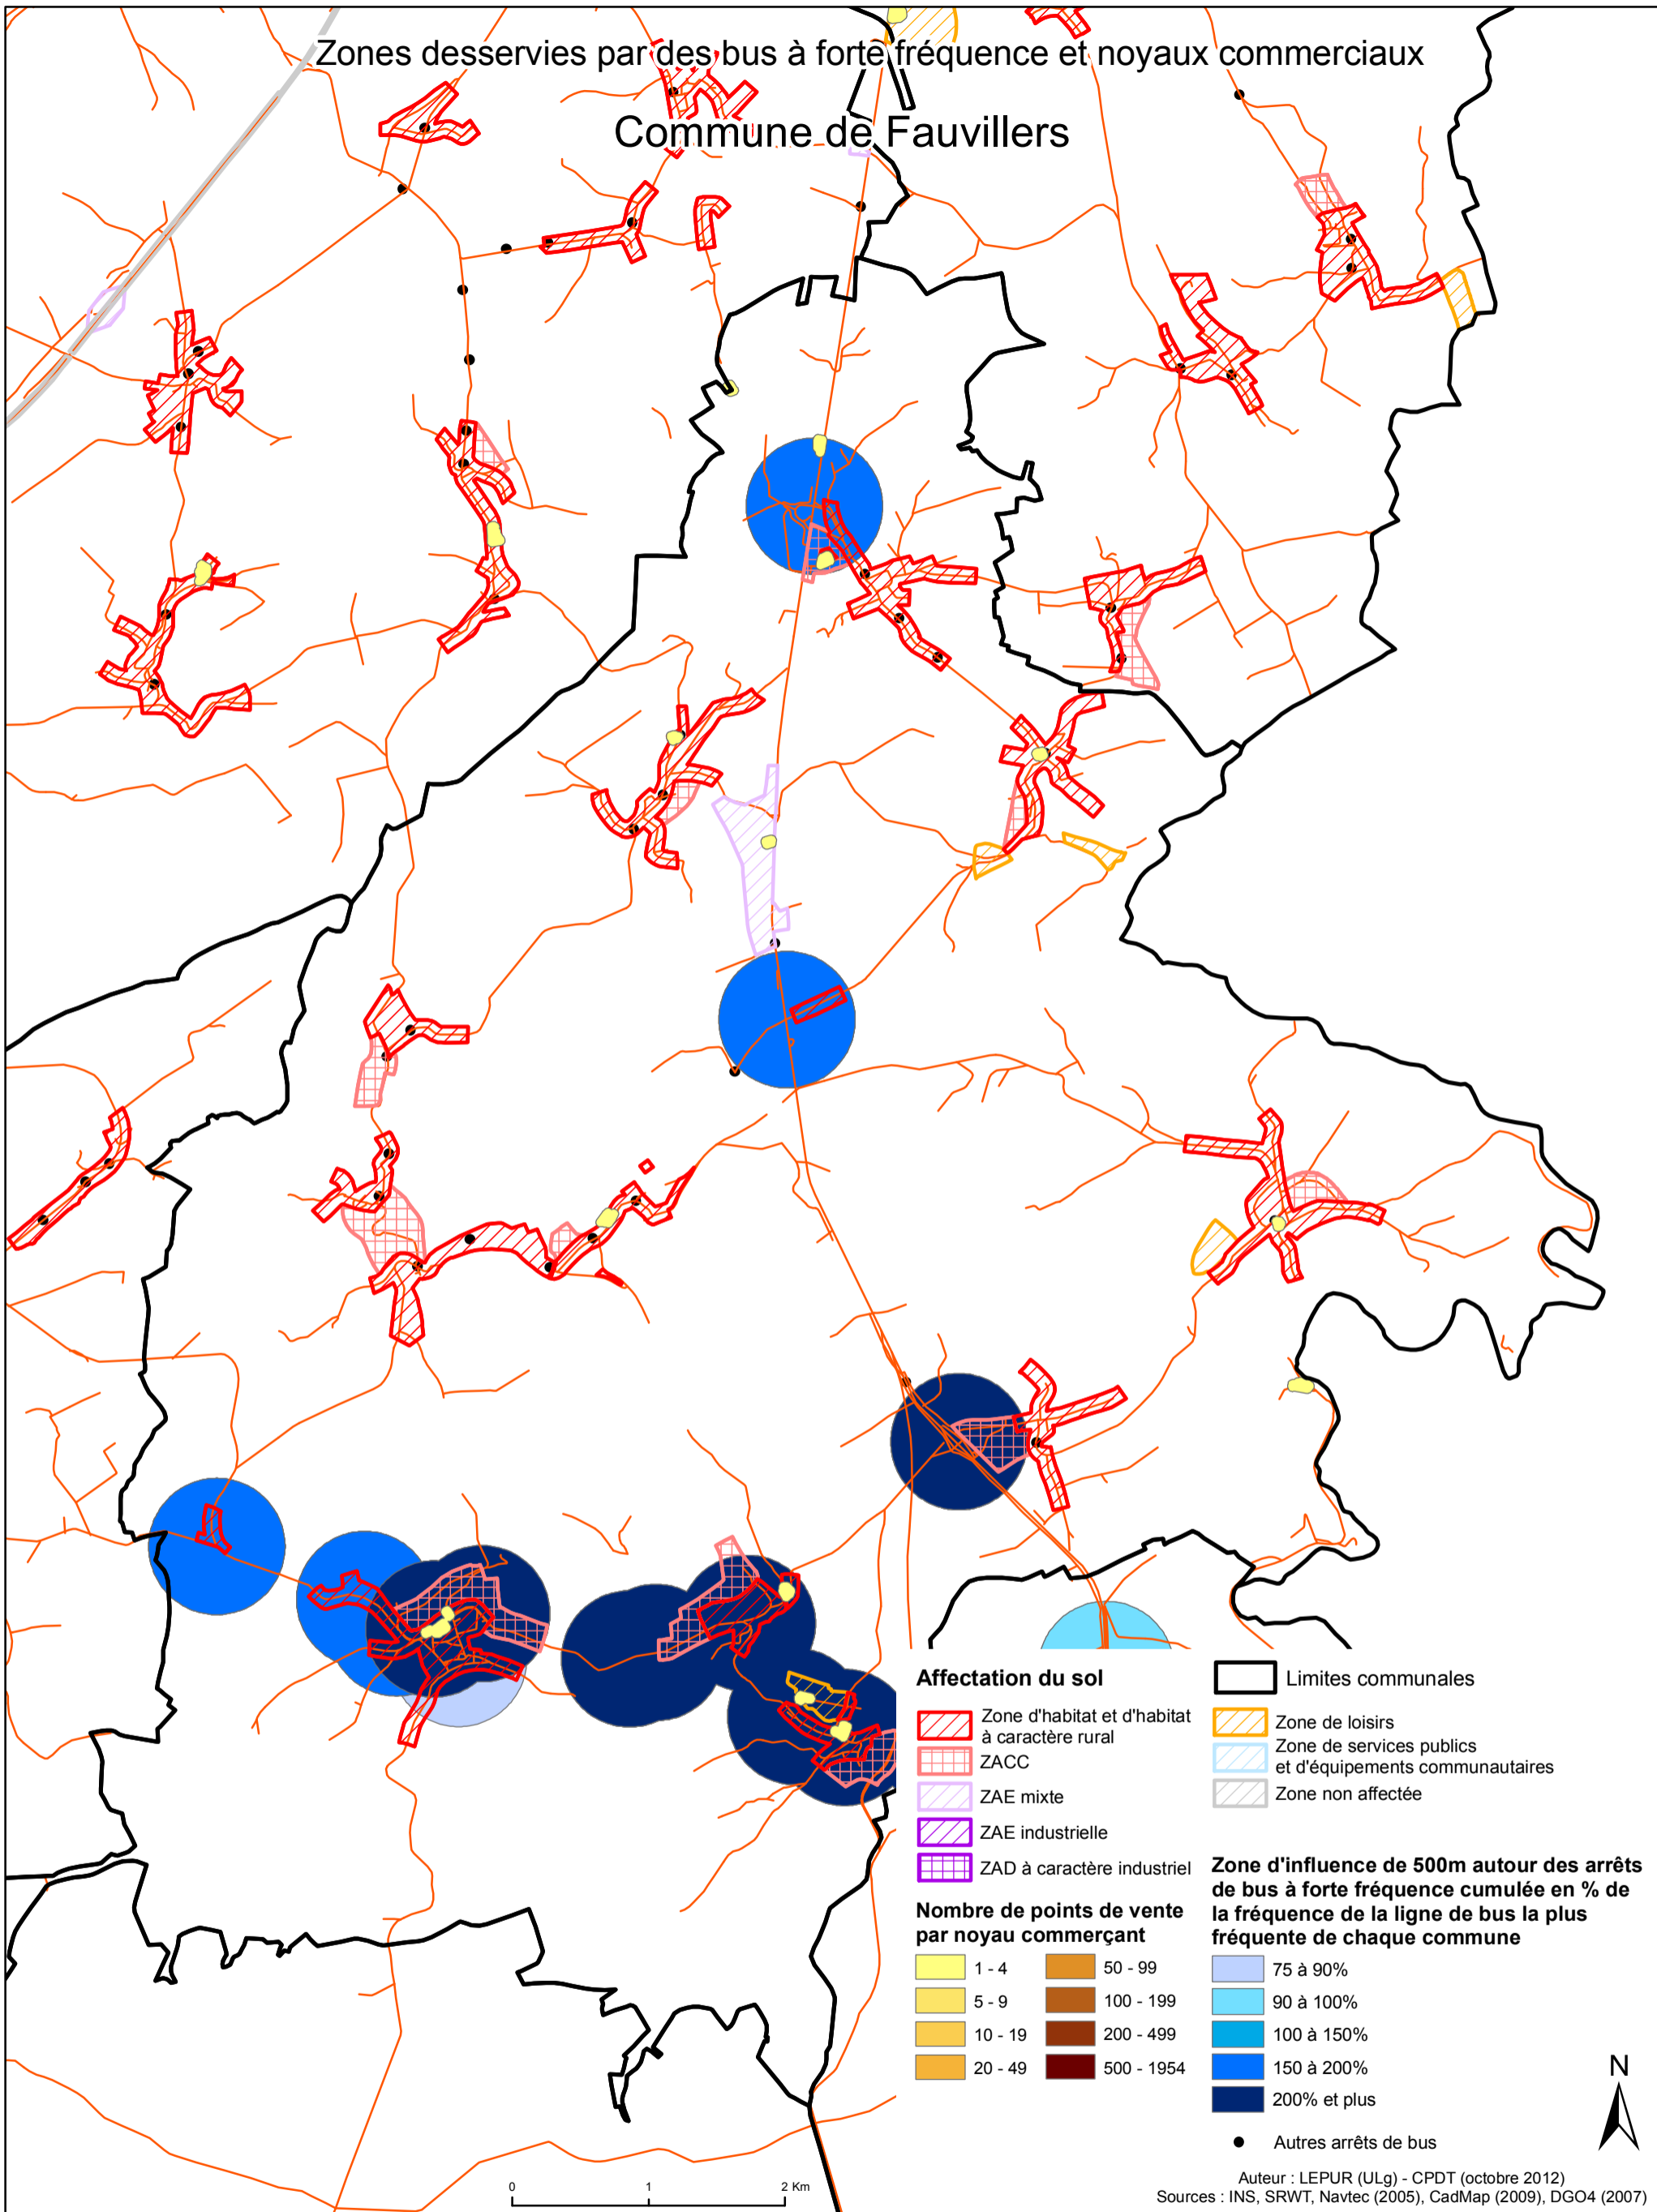 Zones desservies par des bus à forte fréquence et noyaux commerciaux
Commune de Fauvillers
Affectation du sol
Zone d'habitat et d'habitat
à caractère rural
ZACC
ZAE mixte
ZAE industrielle
ZAD à caractère industriel
Limites communales
Zone de loisirs
Zone de services publics
et d'équipements communautaires
Zone non affectée
Nombre de points de vente
par noyau commerçant
1 - 4
5 - 9
10 - 19
20 - 49
50 - 99
100 - 199
200 - 499
500 - 1954
Zone d'influence de 500m autour des arrêts
de bus à forte fréquence cumulée en % de
la fréquence de la ligne de bus la plus
fréquente de chaque commune
75 à 90%
90 à 100%
100 à 150%
150 à 200%
200% et plus
Autres arrêts de bus
N
0 1 2 Km
Auteur : LEPUR (ULg) - CPDT (octobre 2012)
Sources : INS, SRWT, Navtec (2005), CadMap (2009), DGO4 (2007)